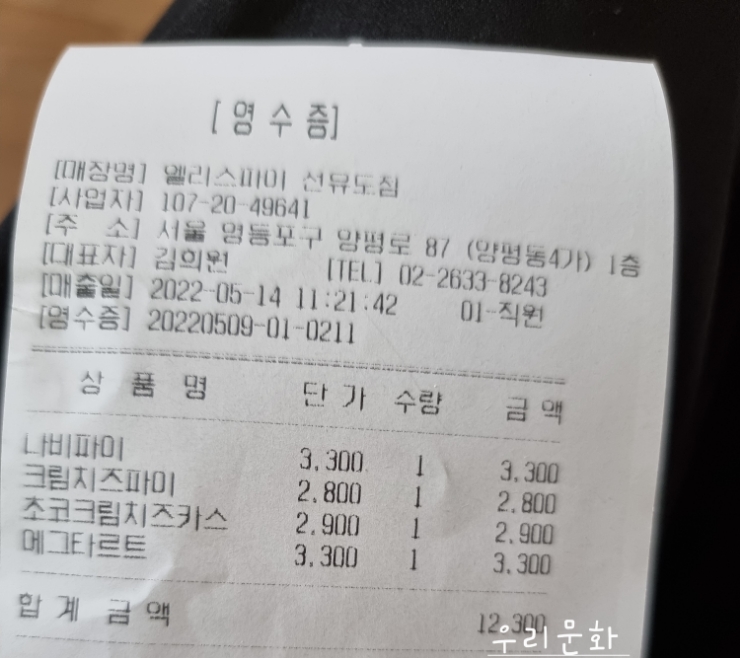 [영 수 증]
[매장명] 엘리스파이 선유도점
[사업자] 107-20-49641
[주 소] 서울 영등포구 양평로 87 (양평동4가) 1층
[대표자] 김희원 [TEL] 02-2633-8243
[매출일] 2022-05-14 11:21:42 01-직원
[영수증] 20220509-01-0211
상 품 명 단 가 수량 금 액
나비파이 3,300 1 3,300
크림치즈파이 2,800 1 2,800
초코크림치즈카스 2,900 1 2,900
에그타르트 3,300 1 3,300
합 계 금 액 12,300
우리문화